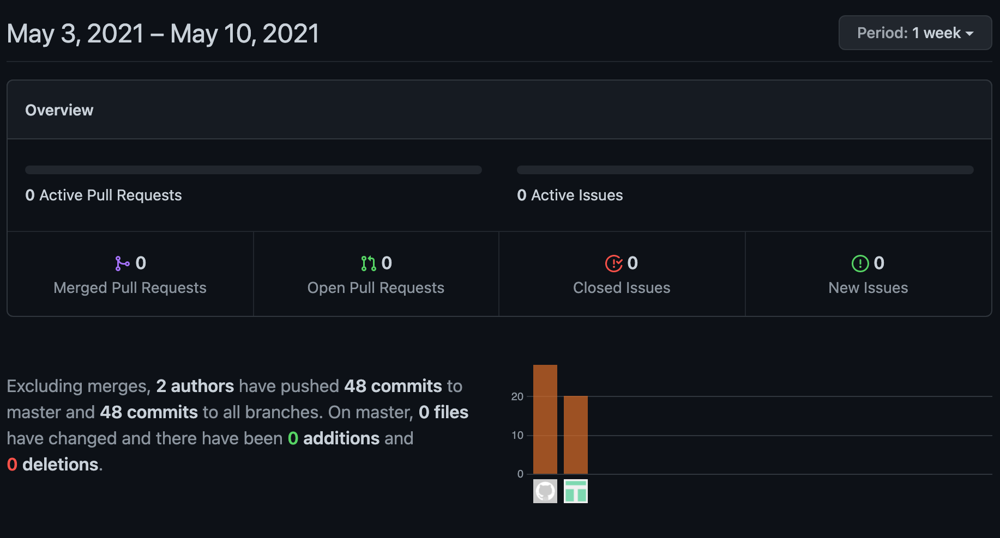 May 3, 2021 – May 10, 2021
Period: 1 week
Overview
0 Active Pull Requests
0 Active Issues
0
Merged Pull Requests
0
Open Pull Requests
0
Closed Issues
0
New Issues
Excluding merges, 2 authors have pushed 48 commits to
master and 48 commits to all branches. On master, 0 files
have changed and there have been 0 additions and
0 deletions.
20
10
0